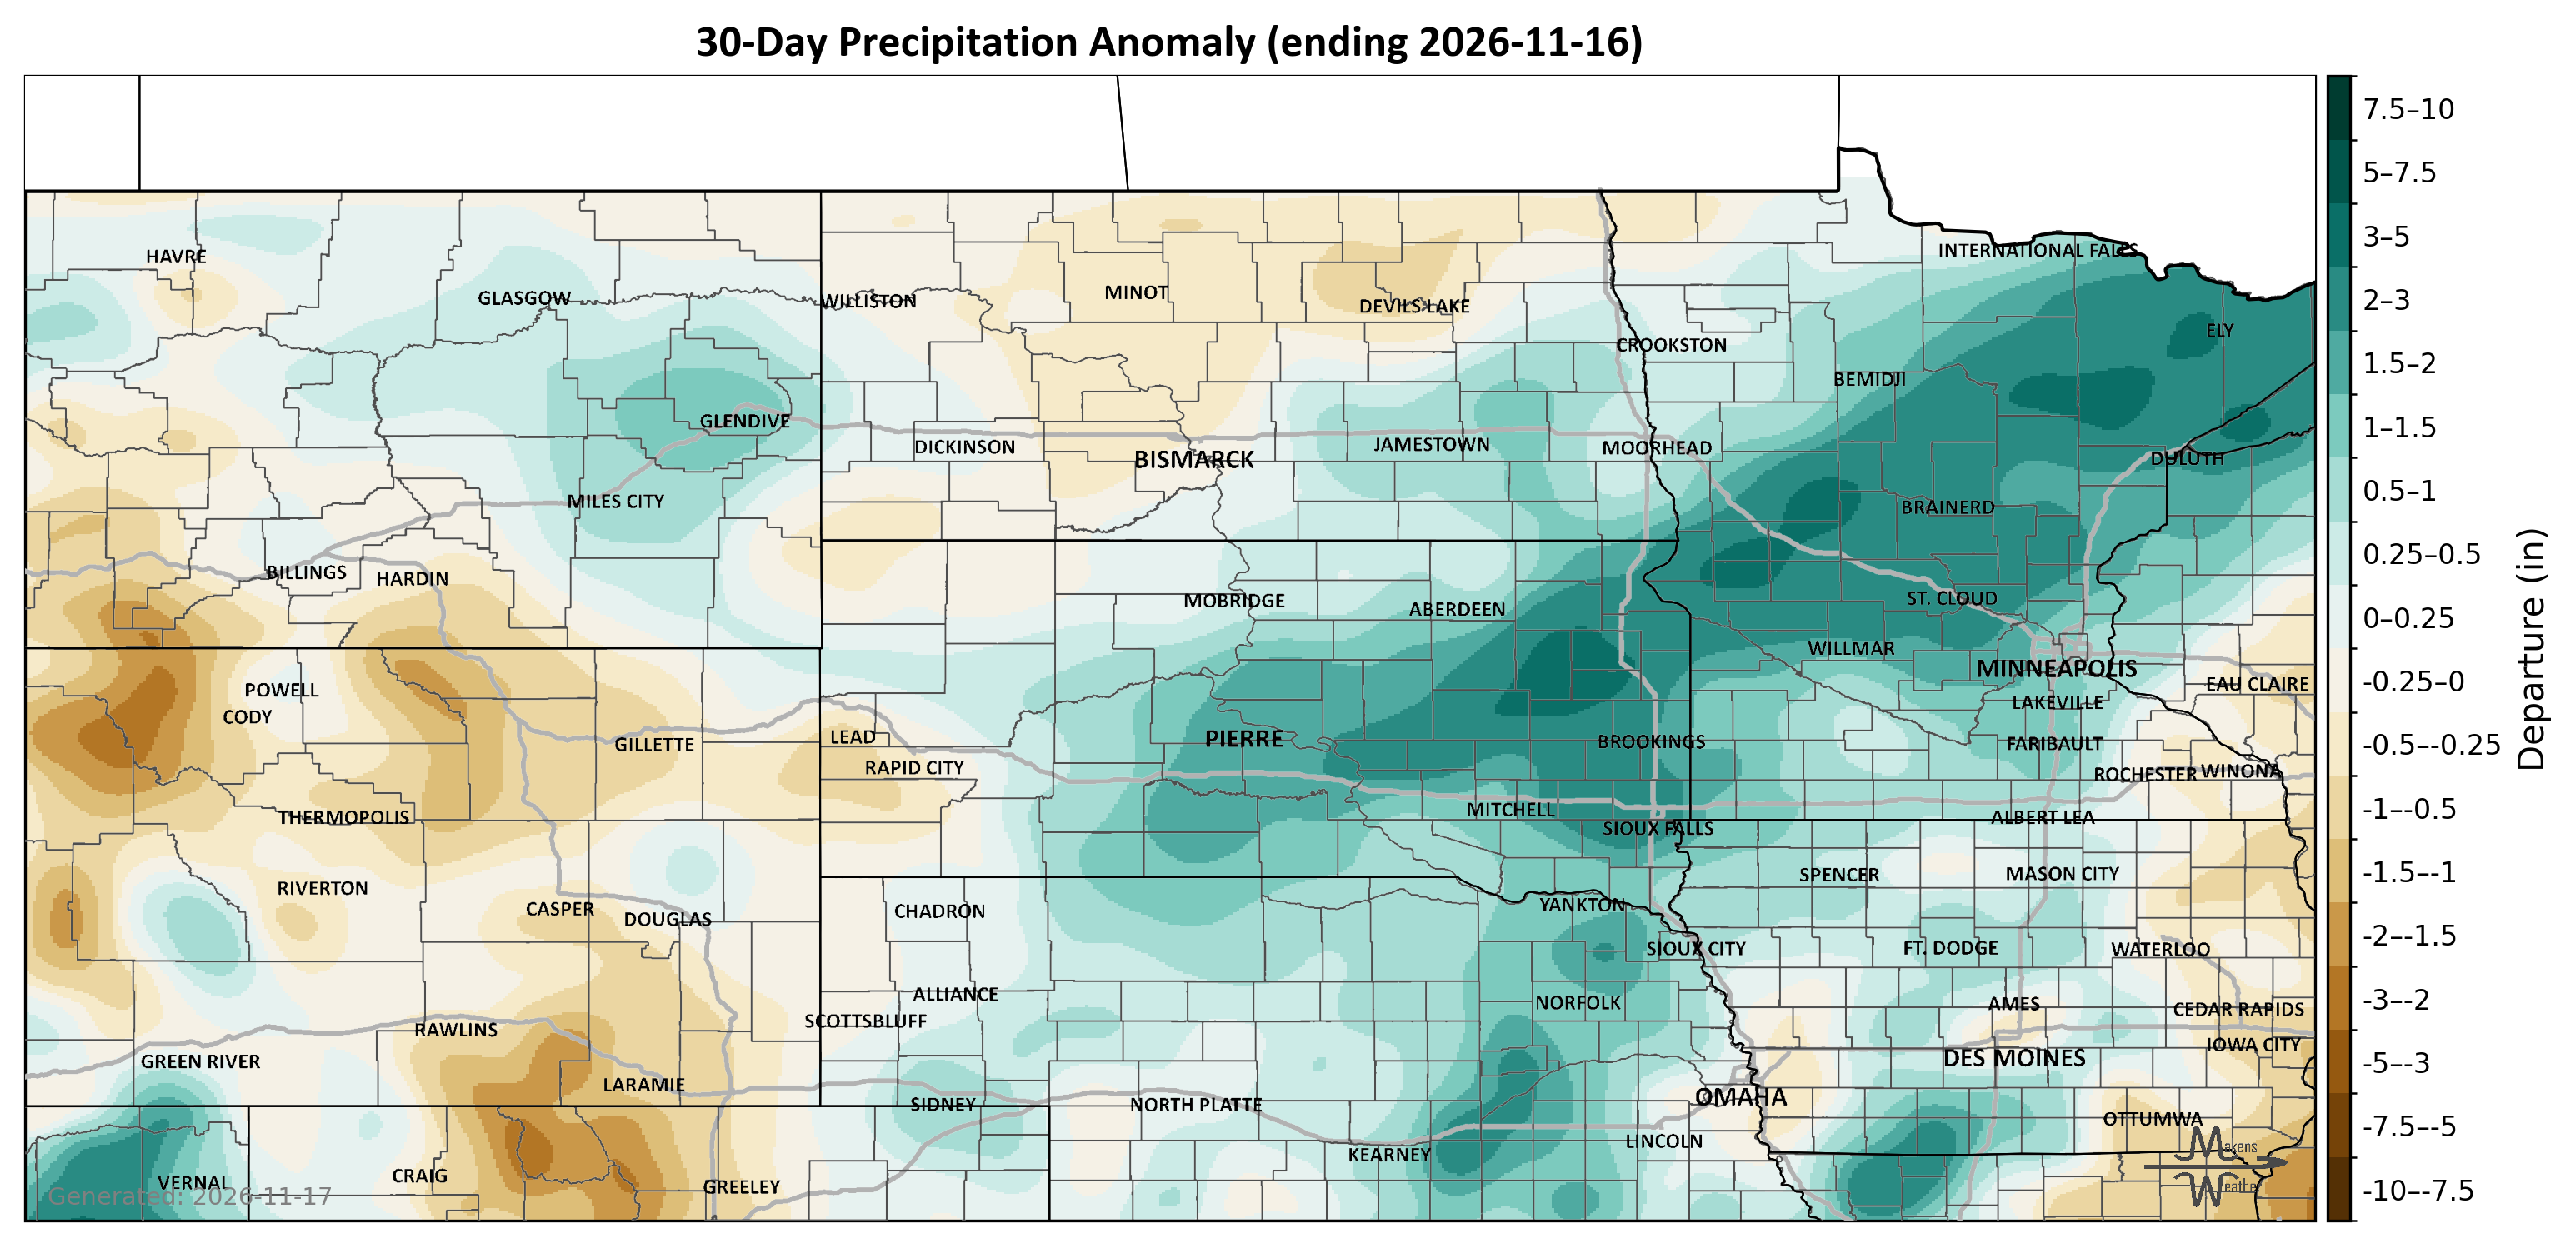 30-Day Precipitation Anomaly (ending 2026-11-16)
HAVRE
GLASGOW
WILLISTON
MINOT
DEVILS LAKE
CROOKSTON
INTERNATIONAL FALLS
ELY
BEMIDJI
GLENDIVE
DICKINSON
BISMARCK
JAMESTOWN
MOORHEAD
DULUTH
MILES CITY
BRAINERD
BILLINGS
HARDIN
MOBRIDGE
ABERDEEN
ST. CLOUD
WILLMAR
MINNEAPOLIS
EAU CLAIRE
POWELL
CODY
LAKEVILLE
GILLETTE
LEAD
PIERRE
BROOKINGS
FARIBAULT
RAPID CITY
ROCHESTER
WINONA
THERMOPOLIS
MITCHELL
SIOUX FALLS
ALBERT LEA
RIVERTON
SPENCER
MASON CITY
CASPER
DOUGLAS
CHADRON
YANKTON
SIOUX CITY
FT. DODGE
WATERLOO
ALLIANCE
NORFOLK
AMES
CEDAR RAPIDS
SCOTTSBLUFF
RAWLINS
IOWA CITY
GREEN RIVER
DES MOINES
LARAMIE
SIDNEY
NORTH PLATTE
OMAHA
OTTUMWA
LINCOLN
KEARNEY
VERNAL
CRAIG
GREELEY
Generated: 2026-11-17
Makens
Weather
7.5–10
5–7.5
3–5
2–3
1.5–2
1–1.5
0.5–1
0.25–0.5
0–0.25
-0.25–0
-0.5–-0.25
-1–-0.5
-1.5–-1
-2–-1.5
-3–-2
-5–-3
-7.5–-5
-10–-7.5
Departure (in)